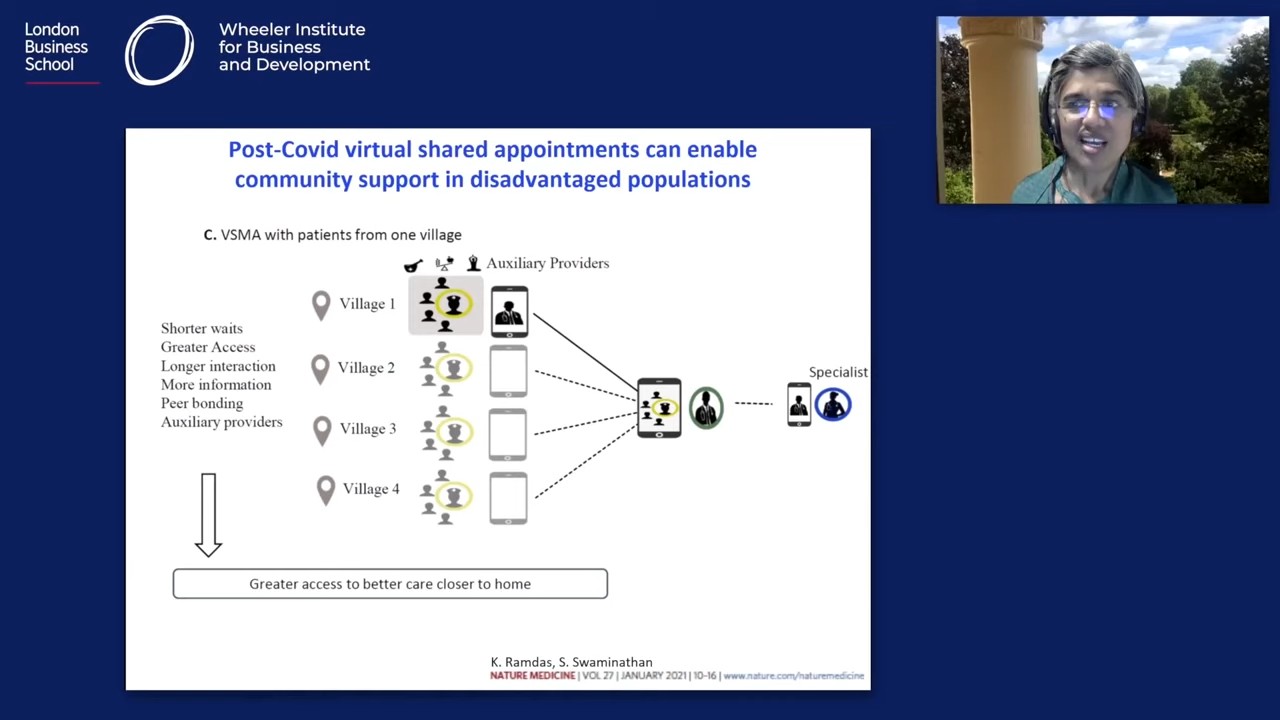 London
Business
School
Wheeler Institute
for Business
and Development
Post-Covid virtual shared appointments can enable
community support in disadvantaged populations
C. VSMA with patients from one village
Auxiliary Providers
Village 1
Village 2
Village 3
Village 4
Shorter waits
Greater Access
Longer interaction
More information
Peer bonding
Auxiliary providers
Specialist
Greater access to better care closer to home
K. Ramdas, S. Swaminathan
NATURE MEDICINE | VOL 27 | JANUARY 2021 | 10-16 | www.nature.com/naturemedicine